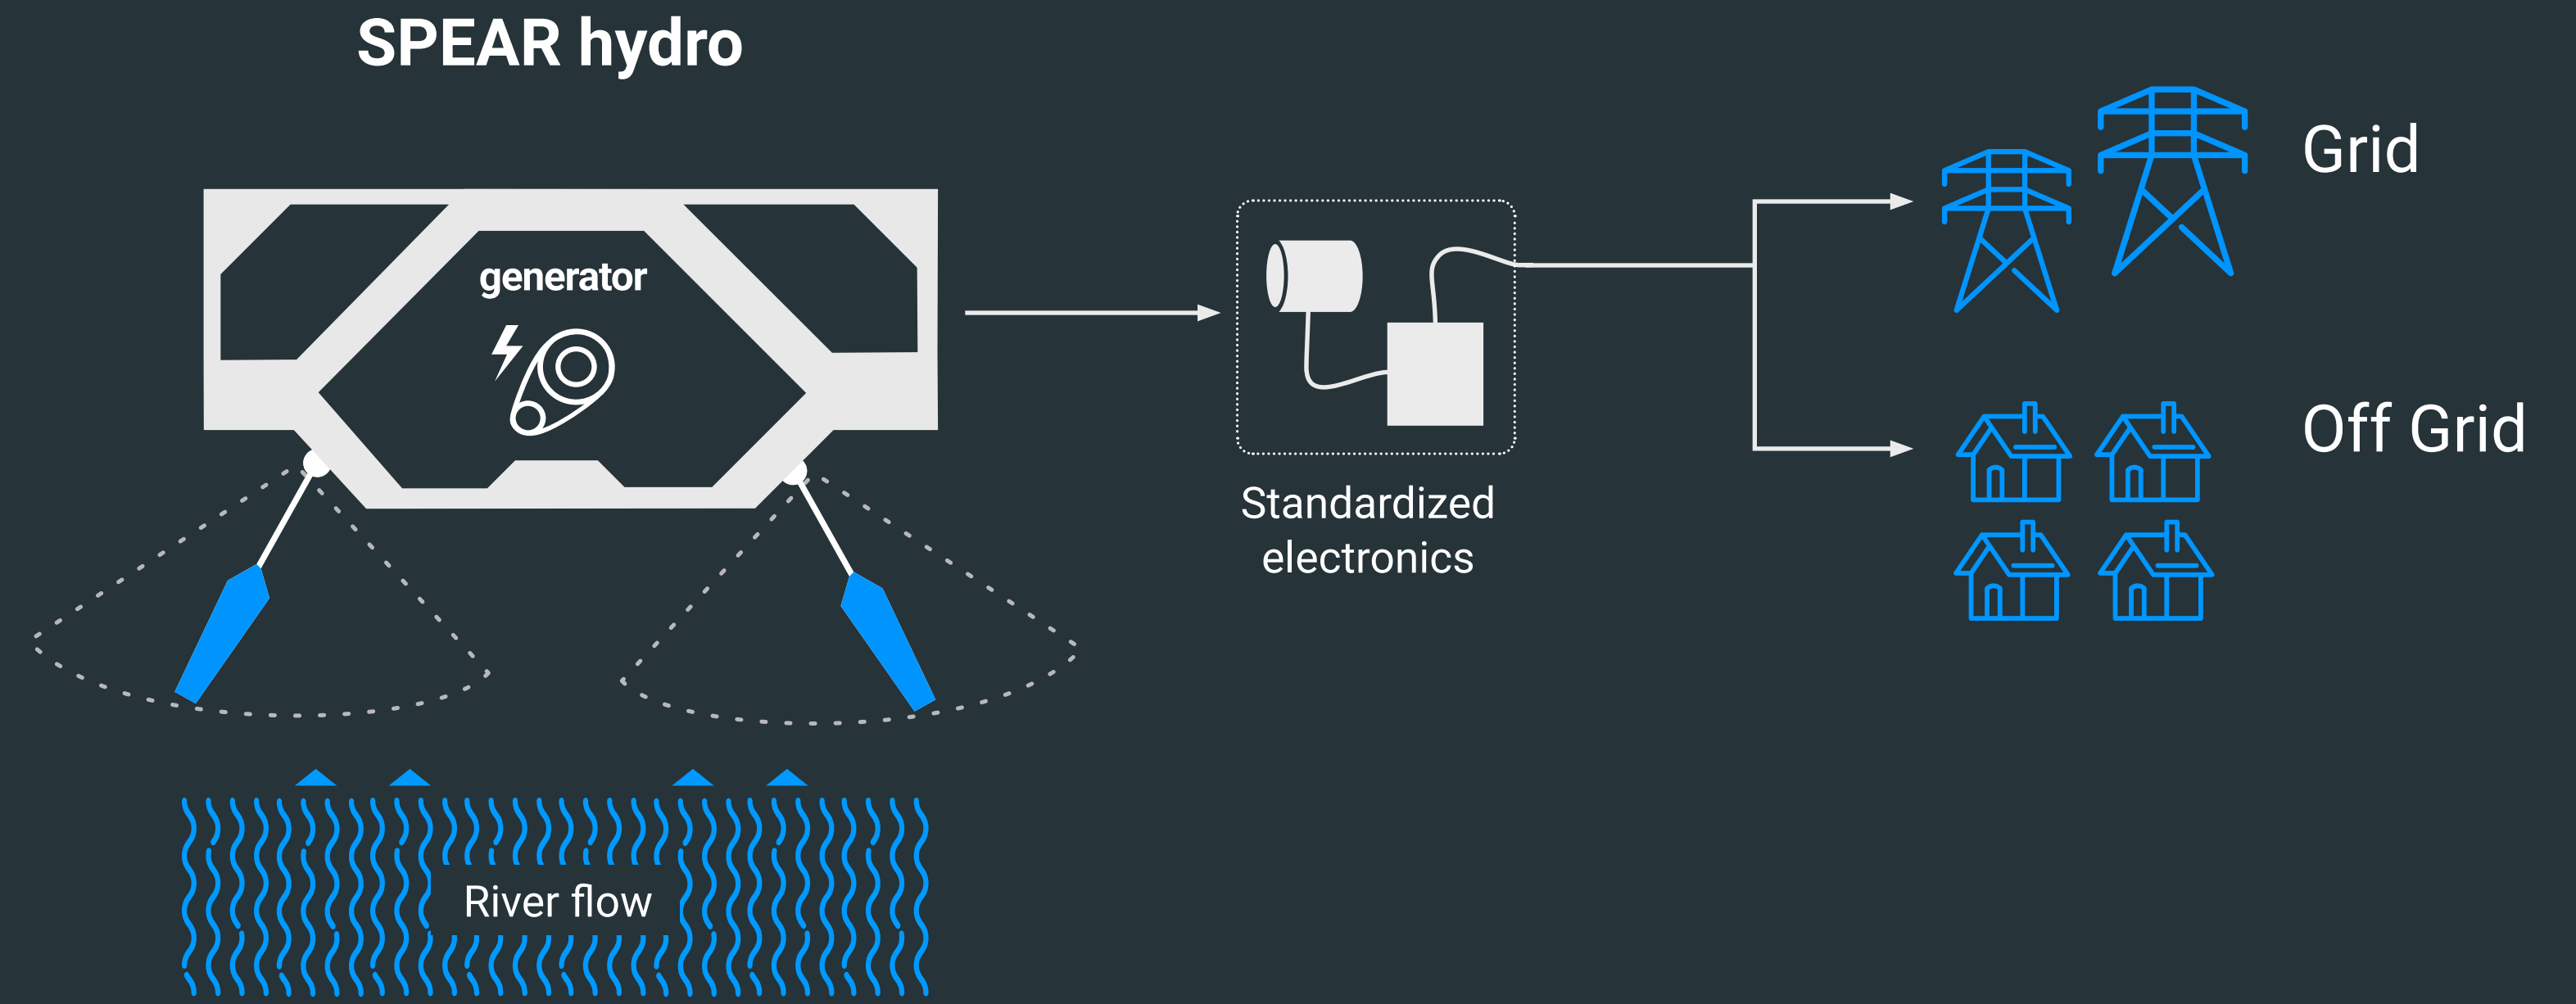 SPEAR hydro
generator
Standardized
electronics
Grid
Off Grid
River flow